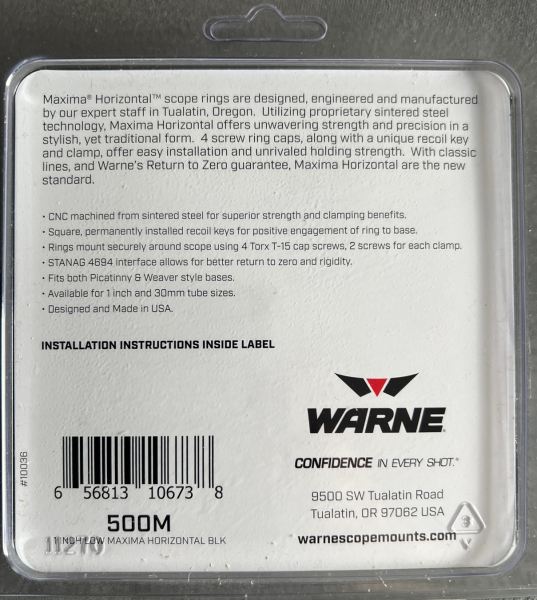 Maxima® Horizontal™ scope rings are designed, engineered and manufactured
by our expert staff in Tualatin, Oregon. Utilizing proprietary sintered steel
technology, Maxima Horizontal offers unwavering strength and precision in a
stylish, yet traditional form. 4 screw ring caps, along with a unique recoil key
and clamp, offer easy installation and unrivaled holding strength. With classic
lines, and Warne's Return to Zero guarantee, Maxima Horizontal are the new
standard.
• CNC machined from sintered steel for superior strength and clamping benefits.
• Square, permanently installed recoil keys for positive engagement of ring to base.
• Rings mount securely around scope using 4 Torx T-15 cap screws, 2 screws for each clamp.
• STANAG 4694 interface allows for better return to zero and rigidity.
• Fits both Picatinny & Weaver style bases.
• Available for 1 inch and 30mm tube sizes.
• Designed and Made in USA.
INSTALLATION INSTRUCTIONS INSIDE LABEL
WARNE
CONFIDENCE IN EVERY SHOT.®
9500 SW Tualatin Road
Tualatin, OR 97062 USA
warnescopemounts.com
#10036
6 56813 10673 8
500M
1 INCH LOW MAXIMA HORIZONTAL BLK